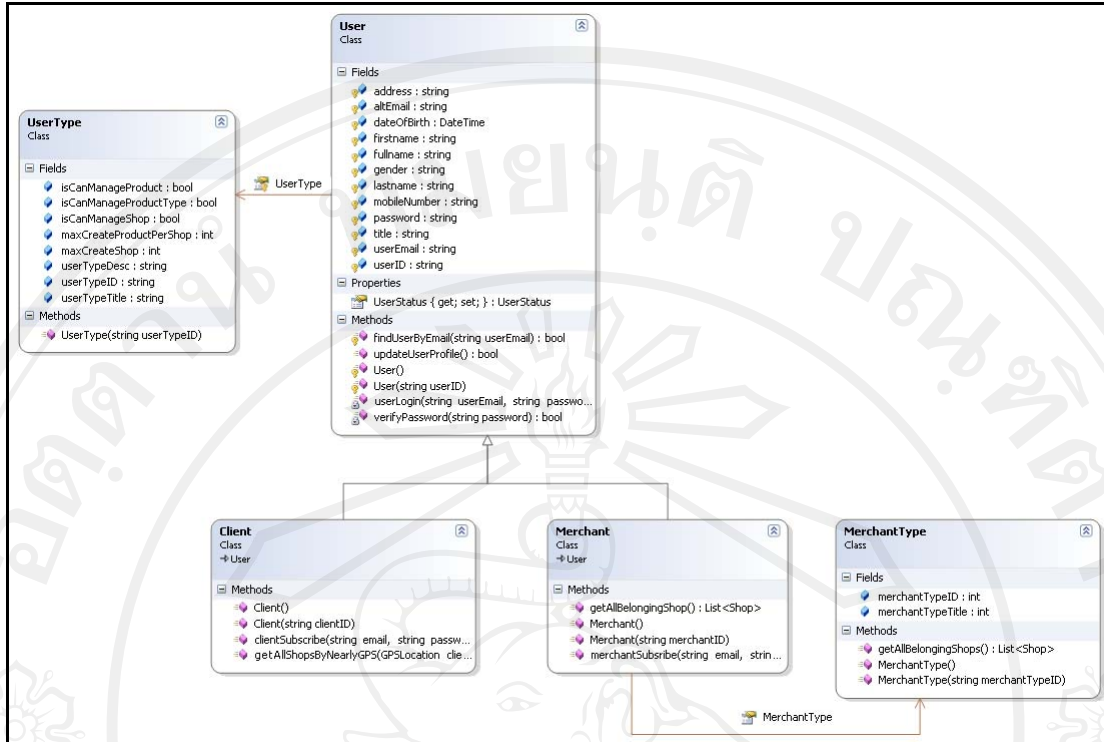 User
Class
Fields
address : string
altEmail : string
dateOfBirth : DateTime
firstname : string
fullname : string
gender : string
lastname : string
mobileNumber : string
password : string
title : string
userEmail : string
userID : string
Properties
UserStatus { get; set; } : UserStatus
Methods
findUserByEmail(string userEmail) : bool
updateUserProfile() : bool
User()
User(string userID)
userLogin(string userEmail, string passwo...
verifyPassword(string password) : bool
UserType
Class
Fields
isCanManageProduct : bool
isCanManageProductType : bool
isCanManageShop : bool
maxCreateProductPerShop : int
maxCreateShop : int
userTypeDesc : string
userTypeID : string
userTypeTitle : string
Methods
UserType(string userTypeID)
UserType
Client
Class
User
Methods
Client()
Client(string clientID)
clientSubscribe(string email, string passw...
getAllShopsByNearlyGPS(GPSLocation clie...
Merchant
Class
User
Methods
getAllBelongingShop() : List<Shop>
Merchant()
Merchant(string merchantID)
merchantSubsribe(string email, strin...
MerchantType
Class
Fields
merchantTypeID : int
merchantTypeTitle : int
Methods
getAllBelongingShops() : List<Shop>
MerchantType()
MerchantType(string merchantTypeID)
MerchantType